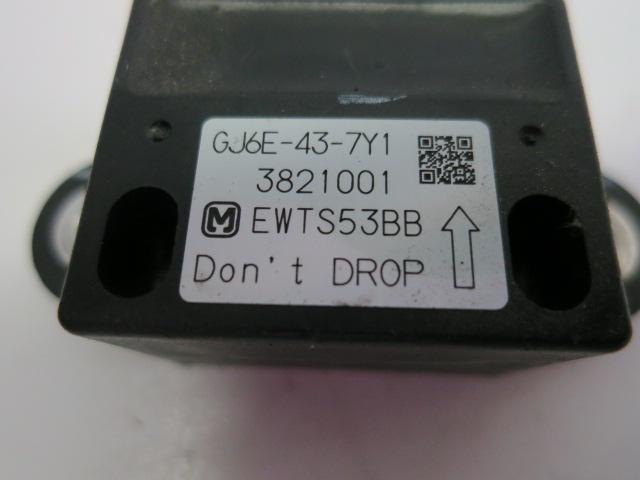 GJ6E-43-7Y1
3821001
M EWTS53BB
Don't DROP